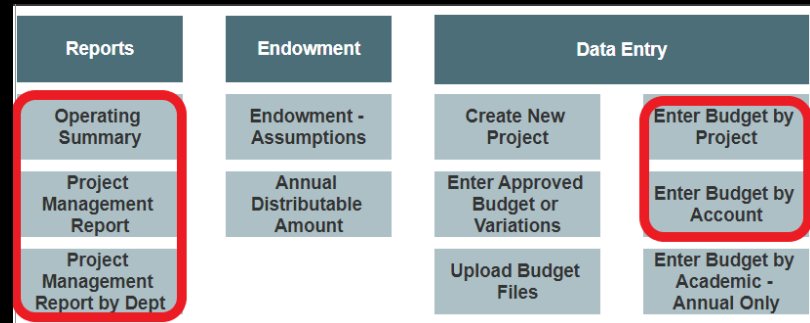 Reports
Endowment
Data Entry
Operating
Summary
Endowment -
Assumptions
Create New
Project
Enter Budget by
Project
Project
Management
Report
Annual
Distributable
Amount
Enter Approved
Budget or
Variations
Enter Budget by
Account
Project
Management
Report by Dept
Upload Budget
Files
Enter Budget by
Academic -
Annual Only